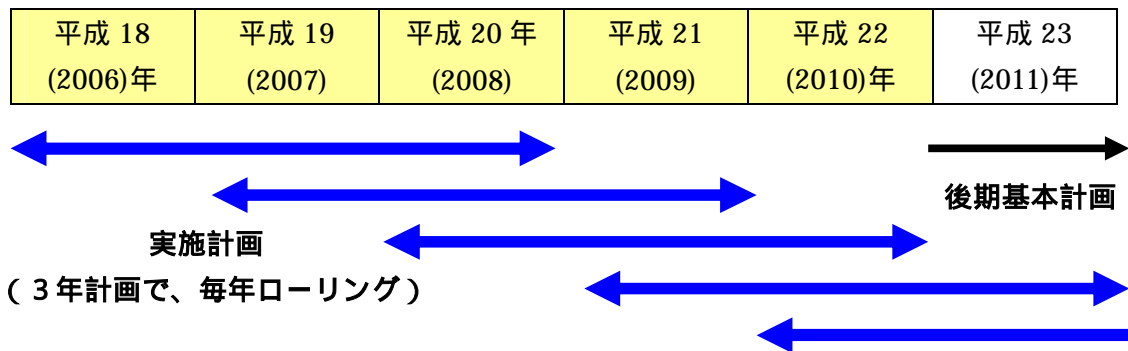 平成 18 平成 19 平成 20 年 平成 21 平成 22 平成 23
(2006)年 (2007) (2008) (2009) (2010)年 (2011)年
後期基本計画
実施計画
(3年計画で、毎年ローリング)